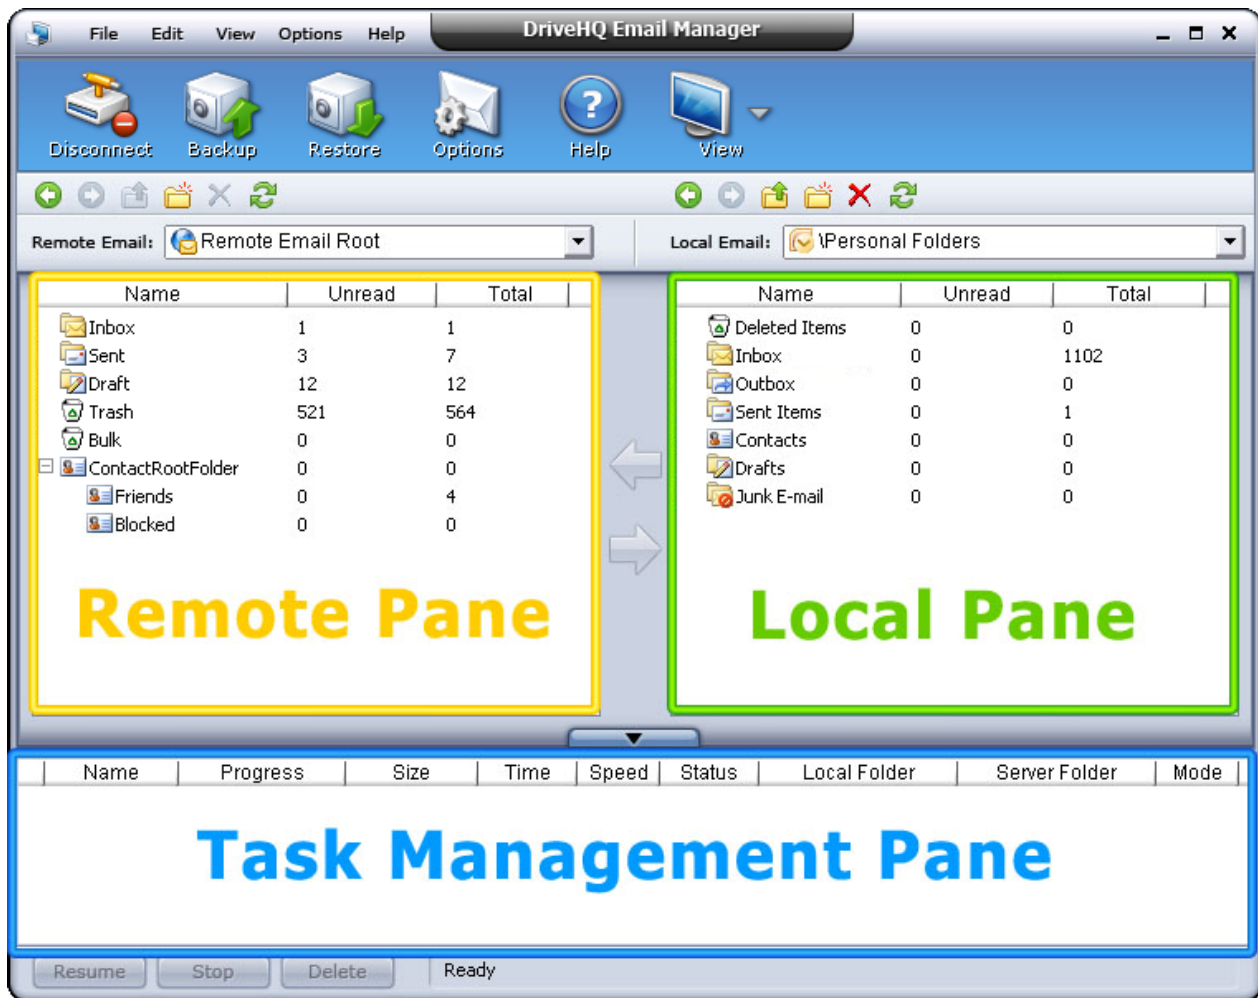 File Edit View Options Help DriveHQ Email Manager
Disconnect Backup Restore Options Help View
Remote Email: Remote Email Root Local Email: \Personal Folders
Name Unread Total Name Unread Total
Inbox 1 1 Deleted Items 0 0
Sent 3 7 Inbox 0 1102
Draft 12 12 Outbox 0 0
Trash 521 564 Sent Items 0 1
Bulk 0 0 Contacts 0 0
ContactRootFolder 0 0 Drafts 0 0
Friends 0 4 Junk E-mail 0 0
Blocked 0 0
Remote Pane Local Pane
Name Progress Size Time Speed Status Local Folder Server Folder Mode
Task Management Pane
Resume Stop Delete Ready